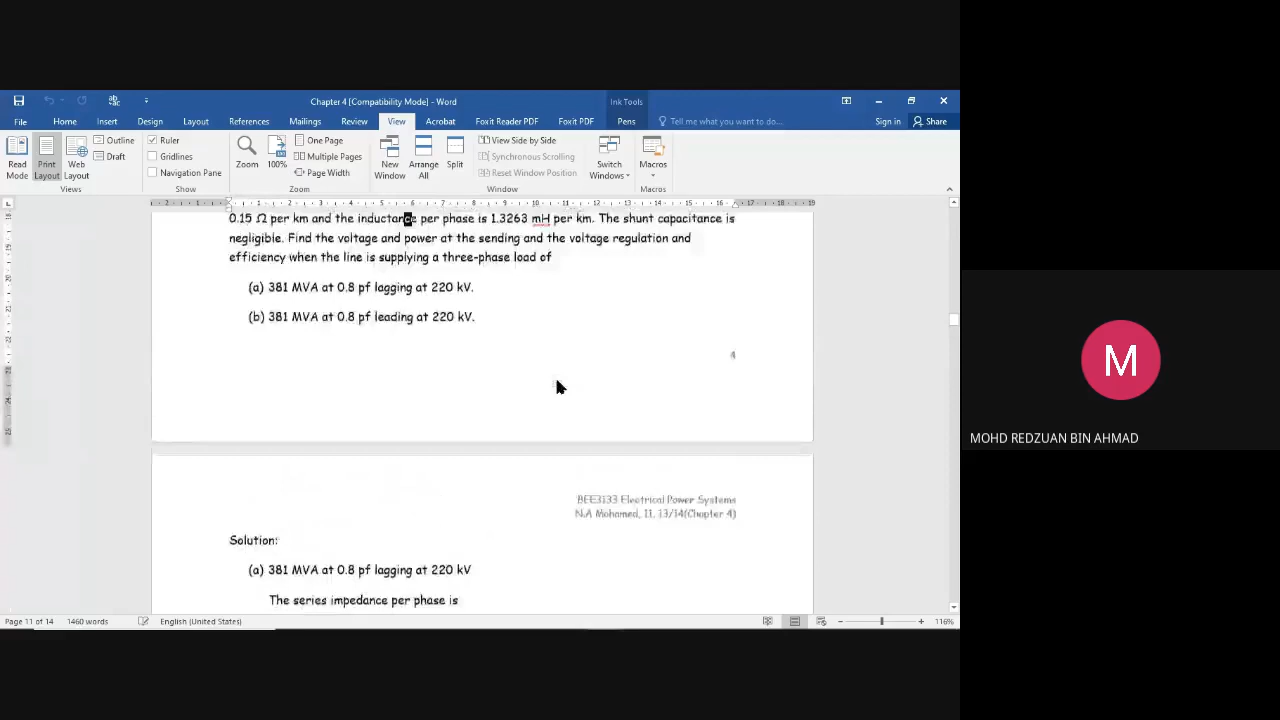 Chapter 4 [Compatibility Mode] - Word
Ink Tools
File Home Insert Design Layout References Mailings Review View Acrobat Foxit Reader PDF Foxit PDF Pens Tell me what you want to do... Sign in Share
Read Mode
Print Layout
Web Layout
Outline
Draft
Views
Ruler
Gridlines
Navigation Pane
Show
Zoom
100%
One Page
Multiple Pages
Page Width
Zoom
New Window
Arrange All
Split
View Side by Side
Synchronous Scrolling
Reset Window Position
Window
Switch Windows
Macros
Macros
0.15 Ω per km and the inductance per phase is 1.3263 mH per km. The shunt capacitance is
negligible. Find the voltage and power at the sending and the voltage regulation and
efficiency when the line is supplying a three-phase load of
(a) 381 MVA at 0.8 pf lagging at 220 kV.
(b) 381 MVA at 0.8 pf leading at 220 kV.
4
BEE3133 Electrical Power Systems
N.A Mohamed, II, 13/14(Chapter 4)
Solution:
(a) 381 MVA at 0.8 pf lagging at 220 kV
The series impedance per phase is
Page 11 of 14 1460 words English (United States) 116%
M
MOHD REDZUAN BIN AHMAD